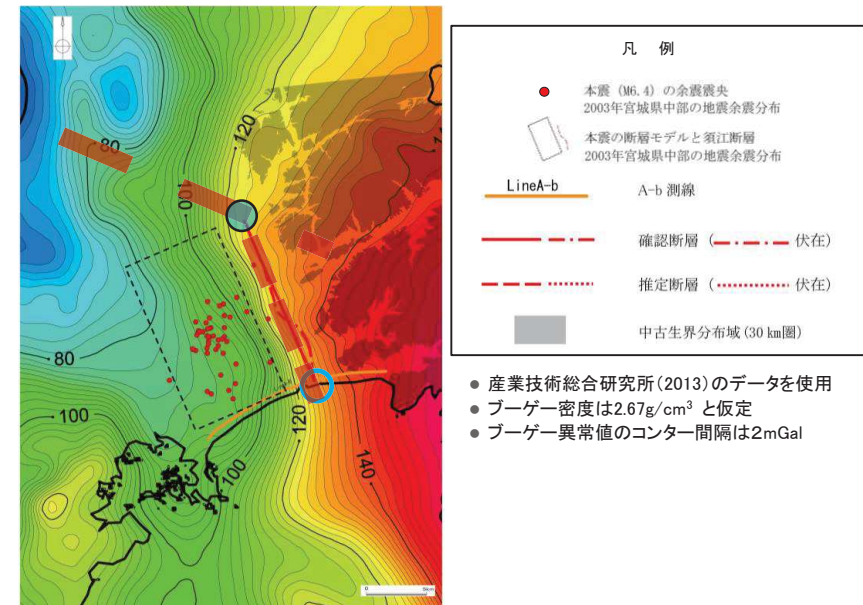 80
120
100
120
80
100
120
100
140
0
5km
凡 例
本震 (M6.4) の余震震央
2003年宮城県中部の地震余震分布
本震の断層モデルと須江断層
2003年宮城県中部の地震余震分布
LineA-b
A-b 測線
確認断層 ( 伏在)
推定断層 ( 伏在)
中古生界分布域 (30 km圏)
● 産業技術総合研究所(2013)のデータを使用
● ブーゲー密度は2.67g/cm³ と仮定
● ブーゲー異常値のコンター間隔は2mGal